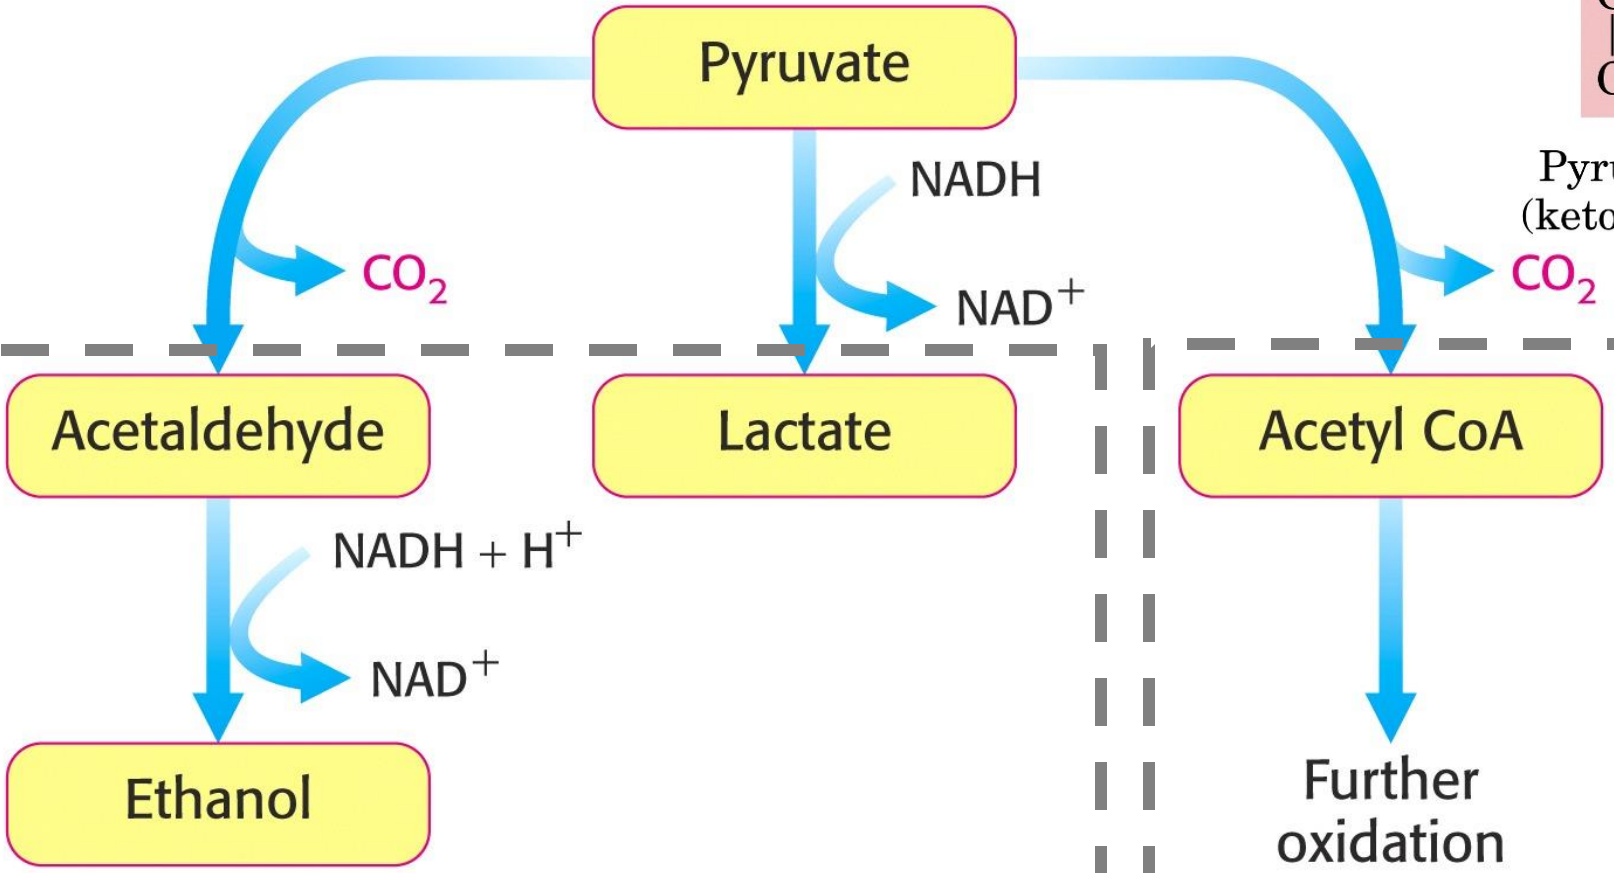 Pyruvate
NADH
CO₂
NAD⁺
CO₂
Acetaldehyde
Lactate
Acetyl CoA
NADH + H⁺
NAD⁺
Ethanol
Further
oxidation